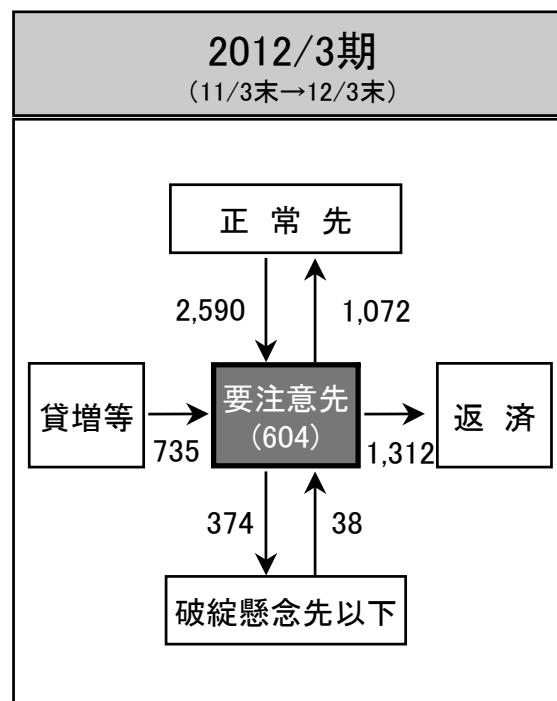 2012/3期
(11/3末→12/3末)
正 常 先
2,590
1,072
貸増等
735
要注意先
(604)
1,312
返 済
374
38
破綻懸念先以下